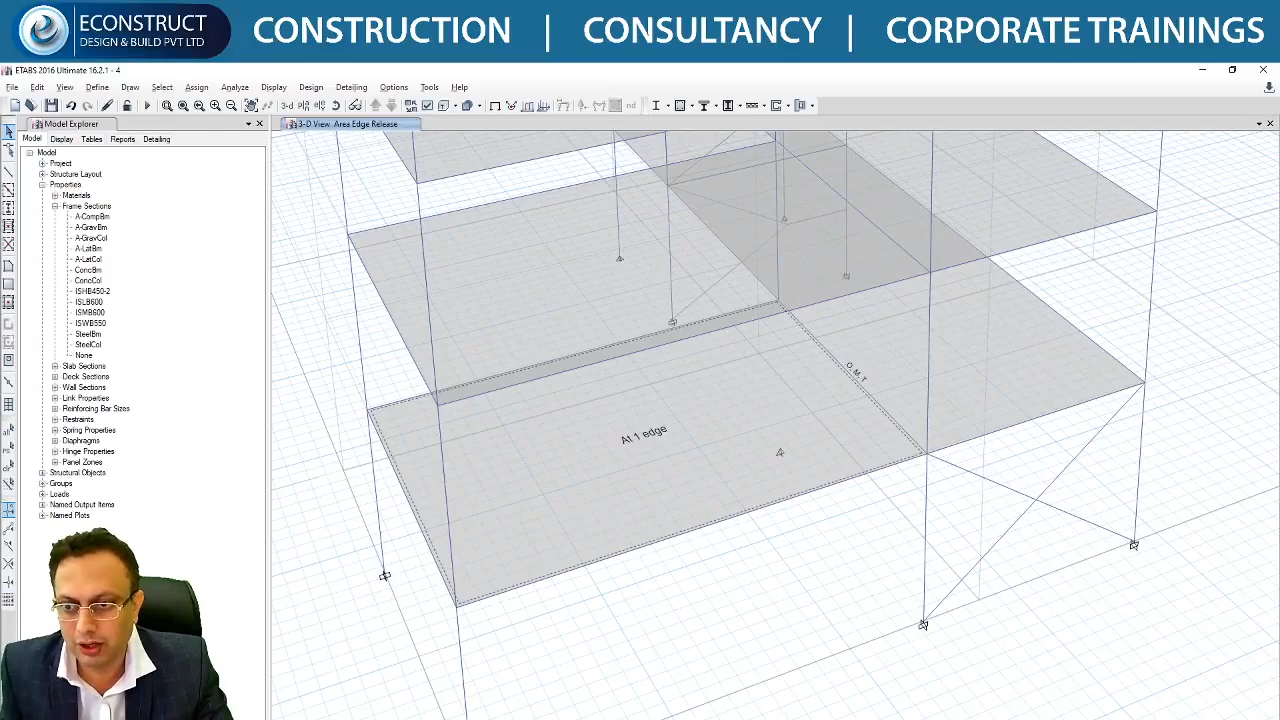 ECONSTRUCT
DESIGN & BUILD PVT LTD
CONSTRUCTION | CONSULTANCY | CORPORATE TRAININGS
ETABS 2016 Ultimate 16.2.1 - 4
File Edit View Define Draw Select Assign Analyze Display Design Detailing Options Tools Help
3-d
nd
Model Explorer
3-D View Area Edge Release
Model Display Tables Reports Detailing
Model
Project
Structure Layout
Properties
Materials
Frame Sections
A-CompBm
A-GravBm
A-GravCol
A-LatBm
A-LatCol
ConcBm
ConcCol
ISHB450-2
ISLB600
ISMB600
ISWB550
SteelBm
SteelCol
None
Slab Sections
Deck Sections
Wall Sections
Link Properties
Reinforcing Bar Sizes
Tendon Sections
Restraints
Spring Properties
Diaphragms
Hinge Properties
Panel Zones
Structural Objects
Groups
Loads
Named Output Items
Named Plots
O.M.T
At 1 edge